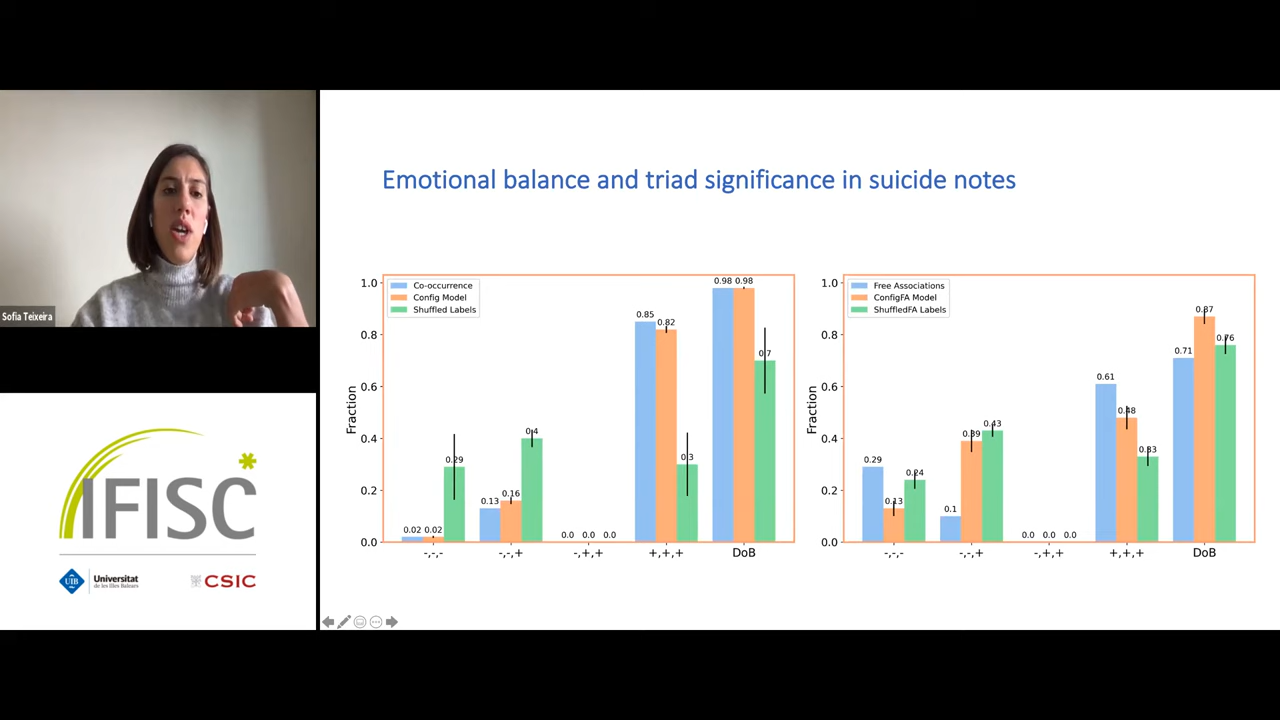 Sofia Teixeira
IFISC
UIB
Universitat
de les Illes Balears
CSIC
Emotional balance and triad significance in suicide notes
Fraction
1.0
0.8
0.6
0.4
0.2
0.0
Co-occurrence
Config Model
Shuffled Labels
0.02 0.02 0.29
0.13 0.16 0.4
0.0 0.0 0.0
0.85 0.82 0.3
0.98 0.98 0.7
-,-,- -,-,+ -,+,+ +,+,+ DoB
Fraction
1.0
0.8
0.6
0.4
0.2
0.0
Free Associations
ConfigFA Model
ShuffledFA Labels
0.29 0.13 0.24
0.1 0.39 0.43
0.0 0.0 0.0
0.61 0.48 0.33
0.71 0.87 0.76
-,-,- -,-,+ -,+,+ +,+,+ DoB